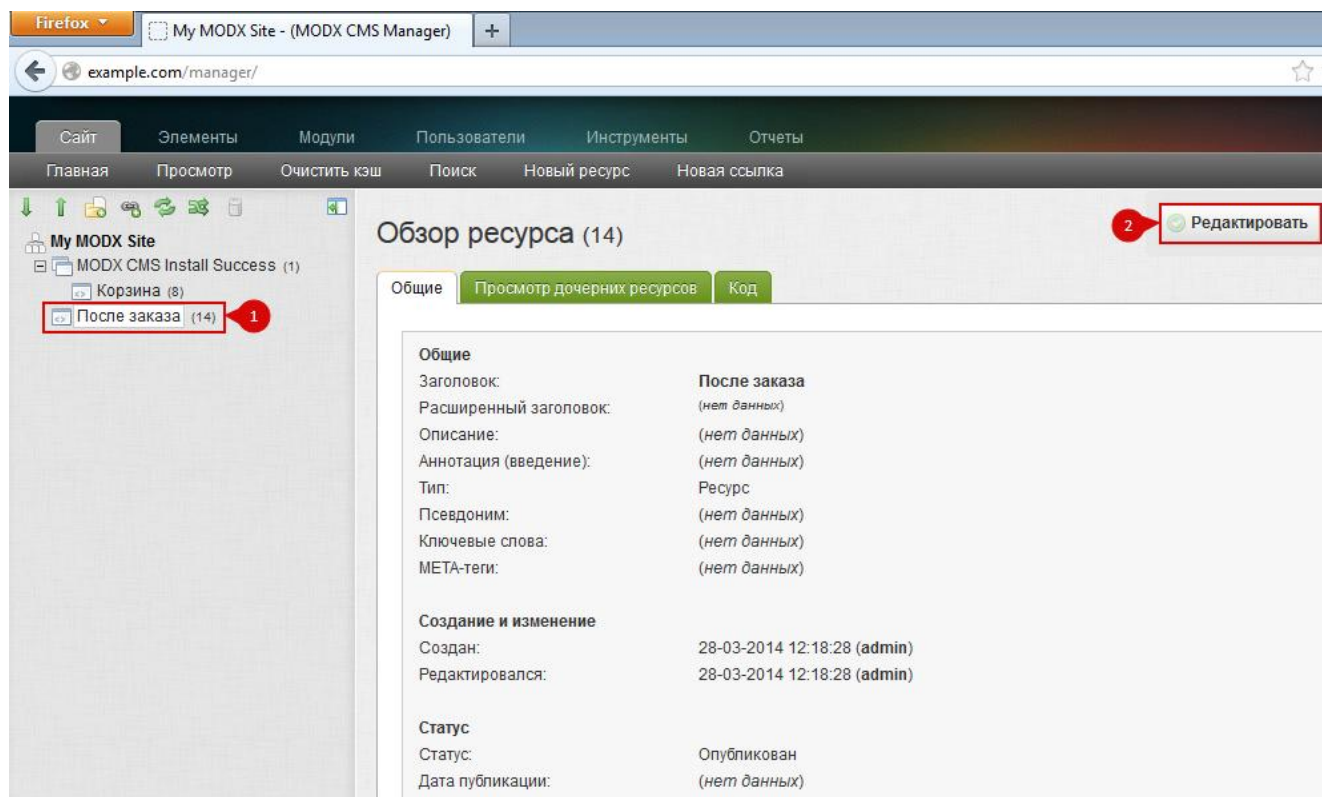 Firefox
My MODX Site - (MODX CMS Manager)
example.com/manager/
Сайт Элементы Модули Пользователи Инструменты Отчеты
Главная Просмотр Очистить кэш Поиск Новый ресурс Новая ссылка
My MODX Site
MODX CMS Install Success (1)
Корзина (8)
После заказа (14) 1
Обзор ресурса (14)
2 Редактировать
Общие Просмотр дочерних ресурсов Код
Общие
Заголовок: После заказа
Расширенный заголовок: (нет данных)
Описание: (нет данных)
Аннотация (введение): (нет данных)
Тип: Ресурс
Псевдоним: (нет данных)
Ключевые слова: (нет данных)
META-теги: (нет данных)
Создание и изменение
Создан: 28-03-2014 12:18:28 (admin)
Редактировался: 28-03-2014 12:18:28 (admin)
Статус
Статус: Опубликован
Дата публикации: (нет данных)